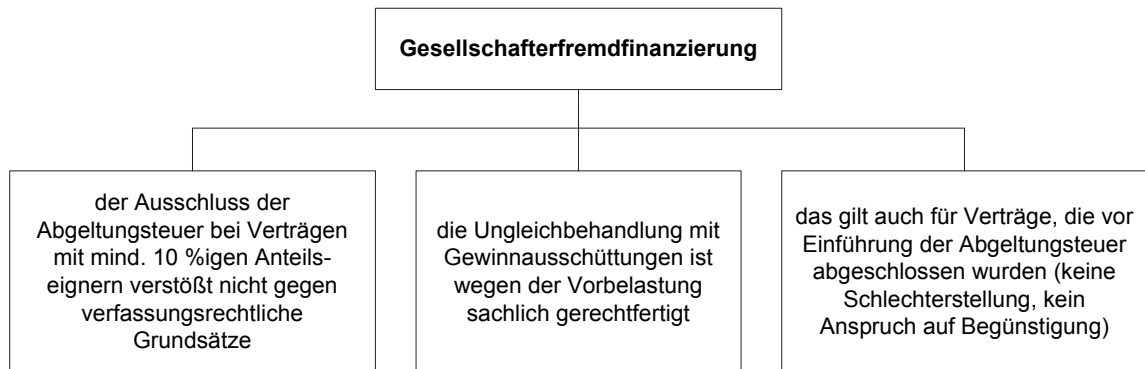 Gesellschafterfremdfinanzierung
der Ausschluss der
Abgeltungsteuer bei Verträgen
mit mind. 10 %igen Anteils-
eignern verstößt nicht gegen
verfassungsrechtliche
Grundsätze
die Ungleichbehandlung mit
Gewinnausschüttungen ist
wegen der Vorbelastung
sachlich gerechtfertigt
das gilt auch für Verträge, die vor
Einführung der Abgeltungsteuer
abgeschlossen wurden (keine
Schlechterstellung, kein
Anspruch auf Begünstigung)